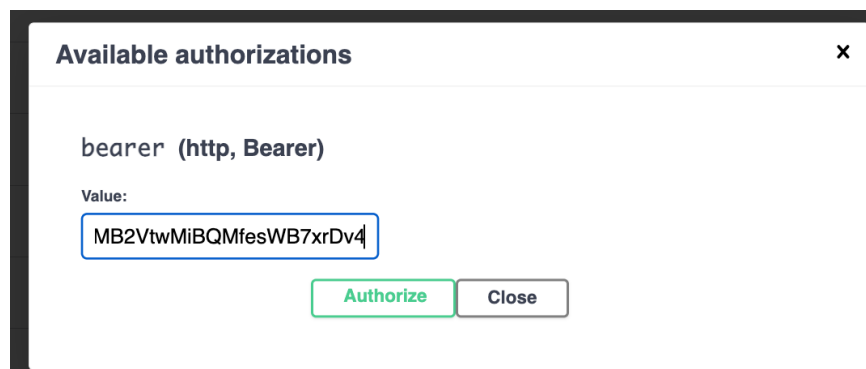 Available authorizations
×
bearer (http, Bearer)
Value:
MB2VtwMiBQMfesWB7xrDv4
Authorize Close